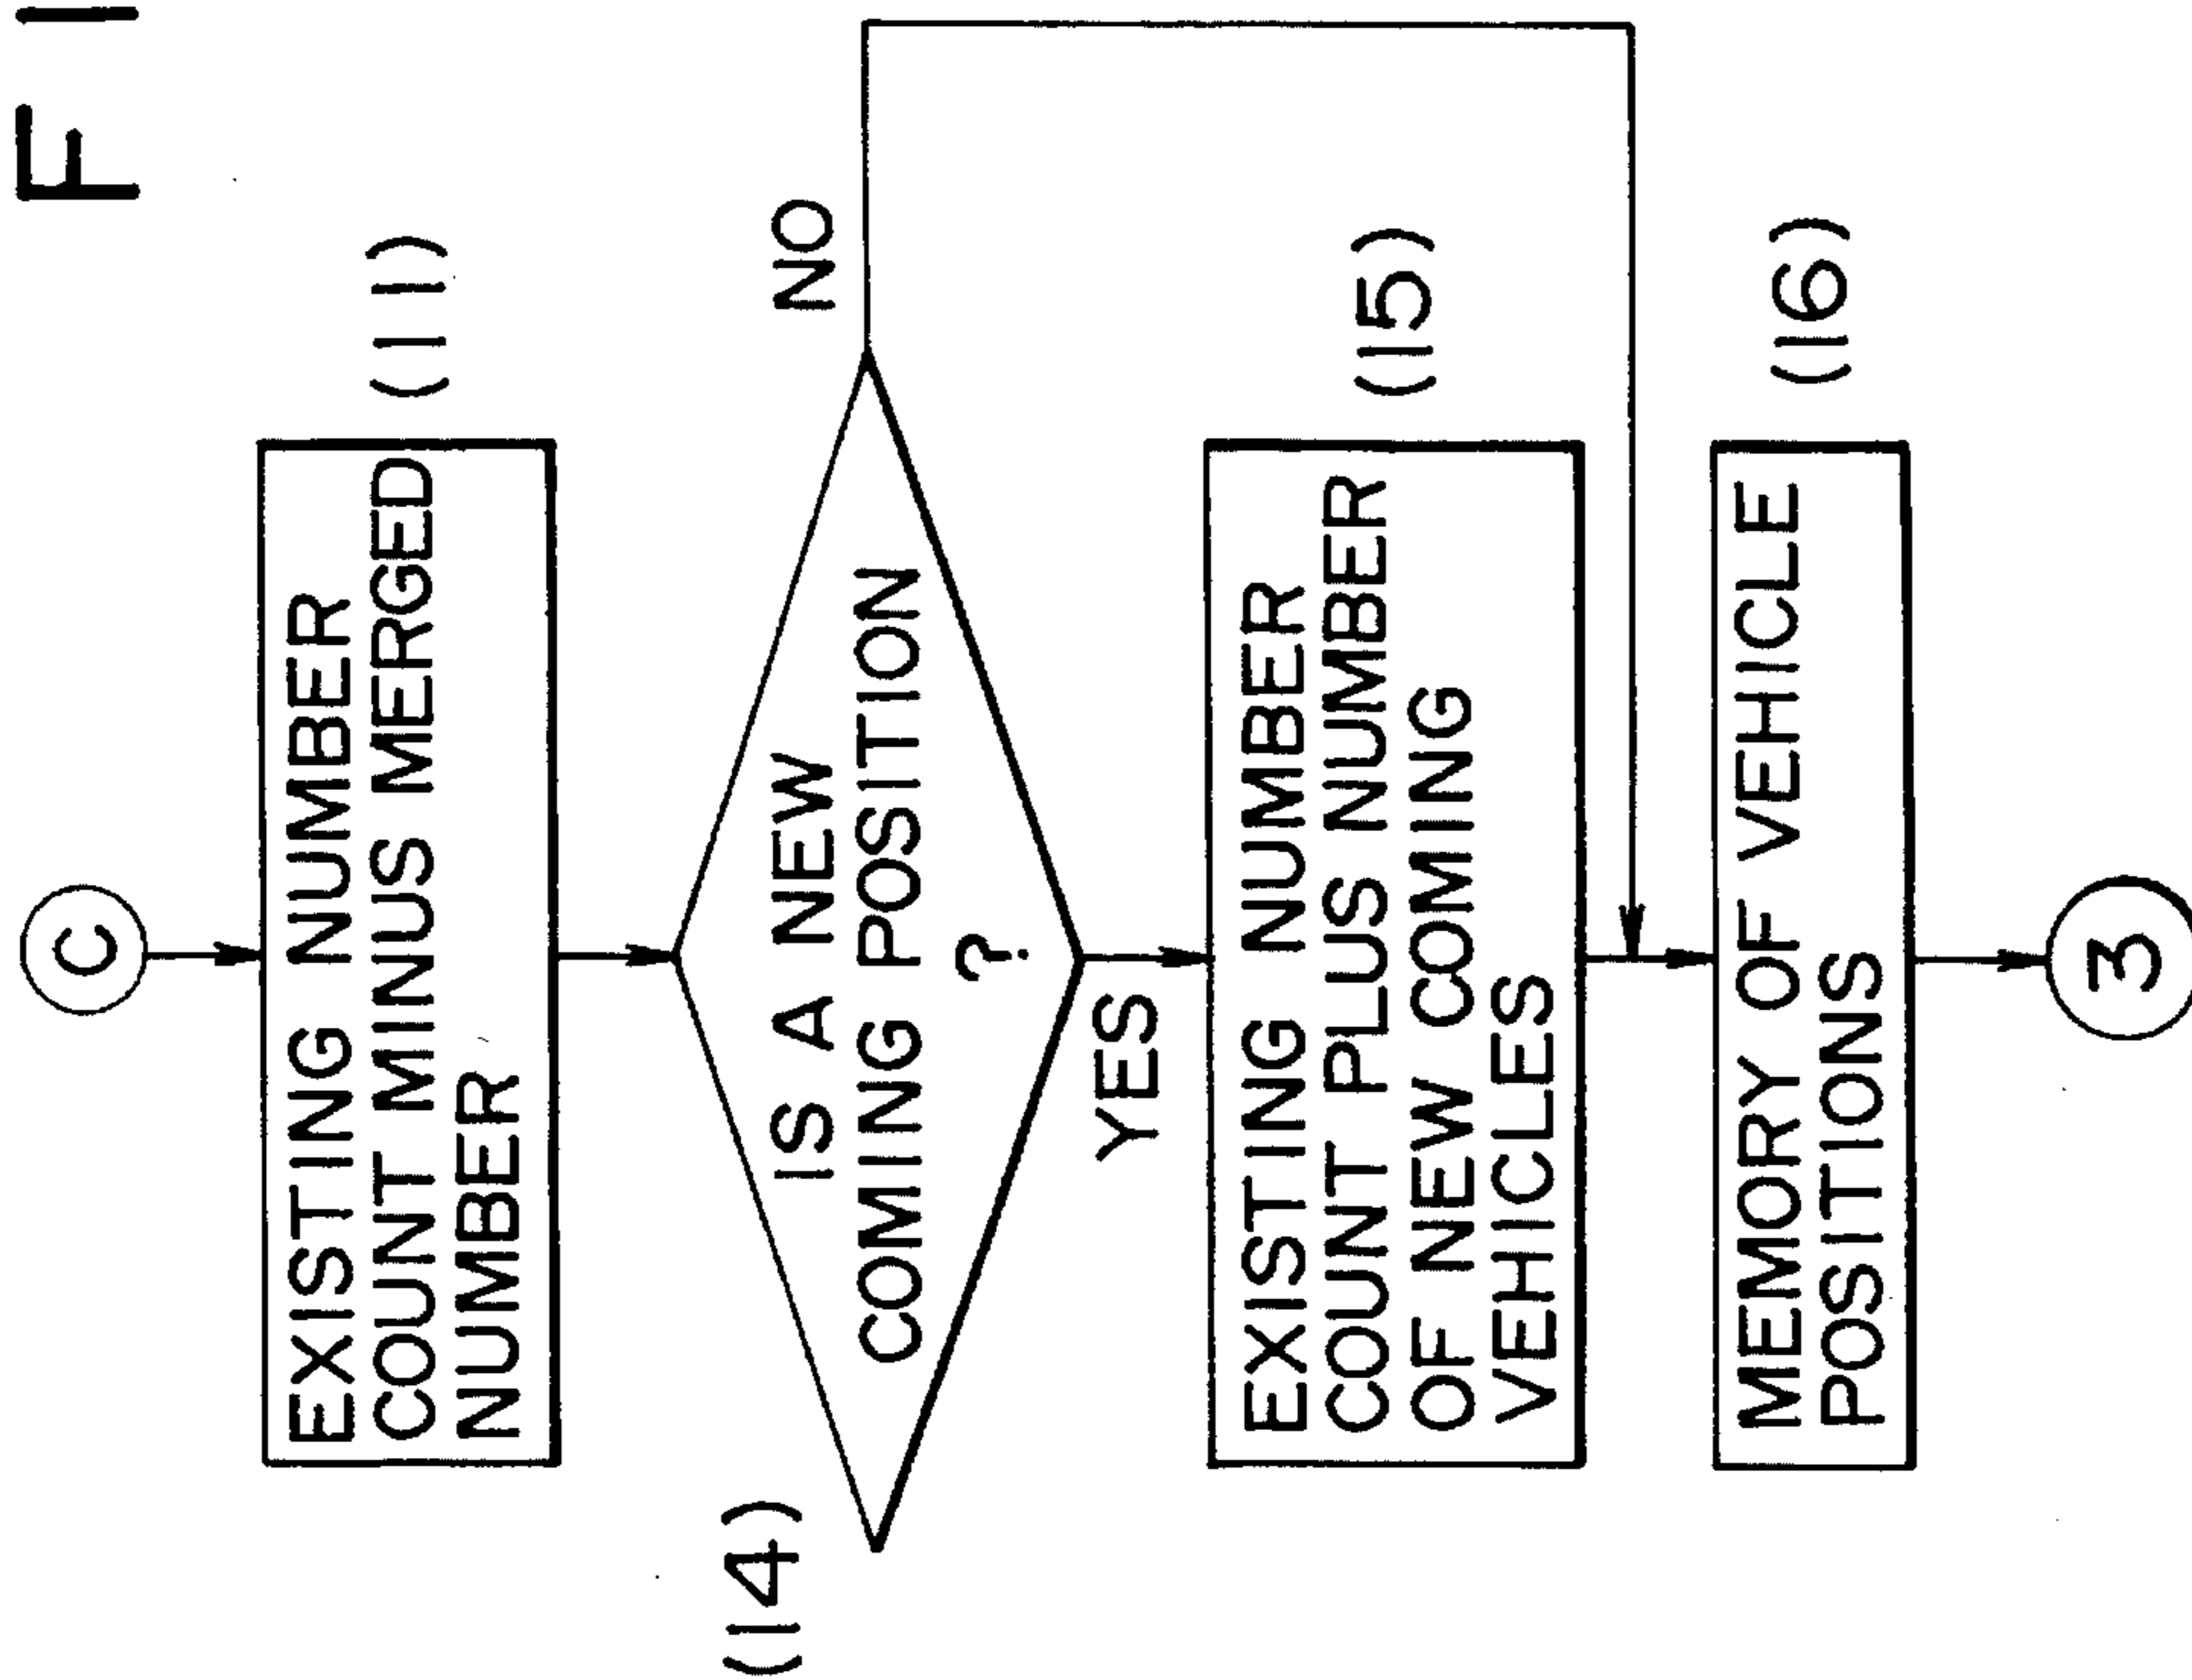 F I
C
EXISTING NUMBER
COUNT MINUS MERGED
NUMBER
(11)
(14)
IS A NEW
COMING POSITION
?
NO
YES
EXISTING NUMBER
COUNT PLUS NUMBER
OF NEW COMING
VEHICLES
(15)
MEMORY OF VEHICLE
POSITIONS
(16)
3